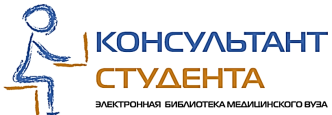 КОНСУЛЬТАНТ
СТУДЕНТА
ЭЛЕКТРОННАЯ БИБЛИОТЕКА МЕДИЦИНСКОГО ВУЗА